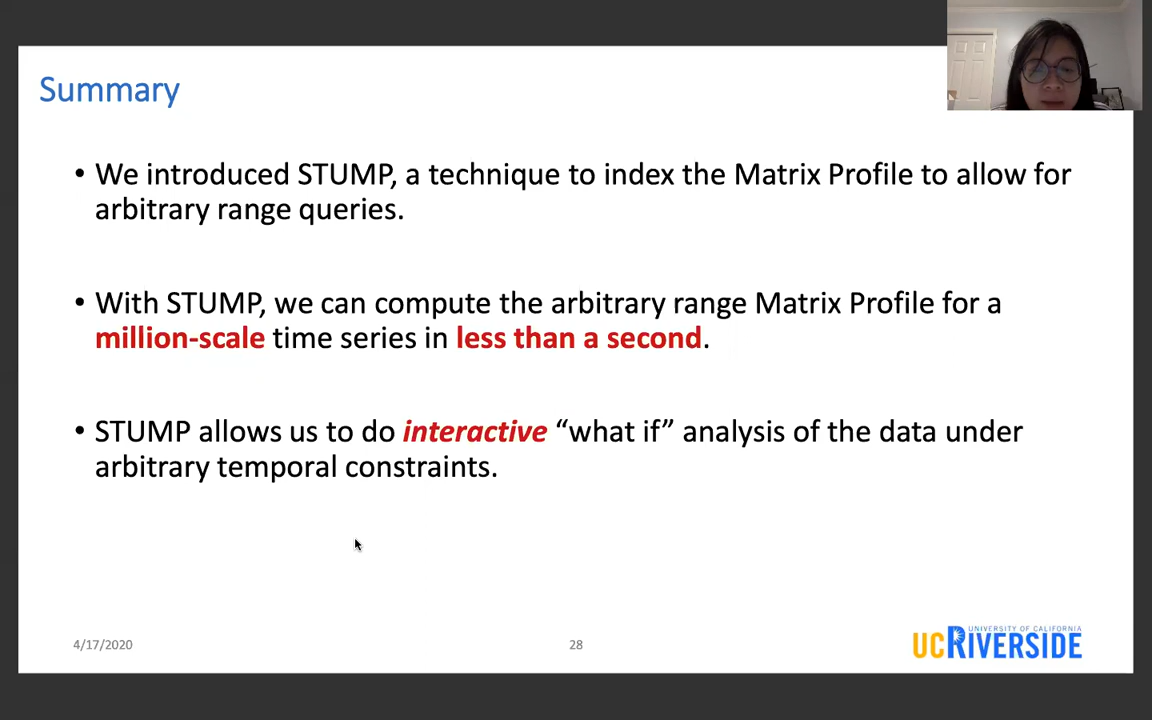 Summary
• We introduced STUMP, a technique to index the Matrix Profile to allow for
arbitrary range queries.
• With STUMP, we can compute the arbitrary range Matrix Profile for a
million-scale time series in less than a second.
• STUMP allows us to do interactive “what if” analysis of the data under
arbitrary temporal constraints.
4/17/2020
28
UNIVERSITY OF CALIFORNIA
UCRIVERSIDE